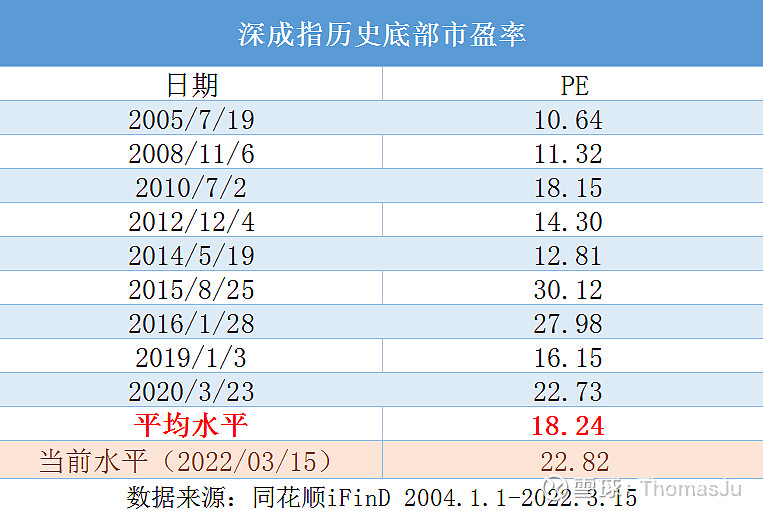 深成指历史底部市盈率
日期 PE
2005/7/19 10.64
2008/11/6 11.32
2010/7/2 18.15
2012/12/4 14.30
2014/5/19 12.81
2015/8/25 30.12
2016/1/28 27.98
2019/1/3 16.15
2020/3/23 22.73
平均水平 18.24
当前水平（2022/03/15） 22.82
数据来源：同花顺iFinD 2004.1.1-2022.3.15
雪球：ThomasJu